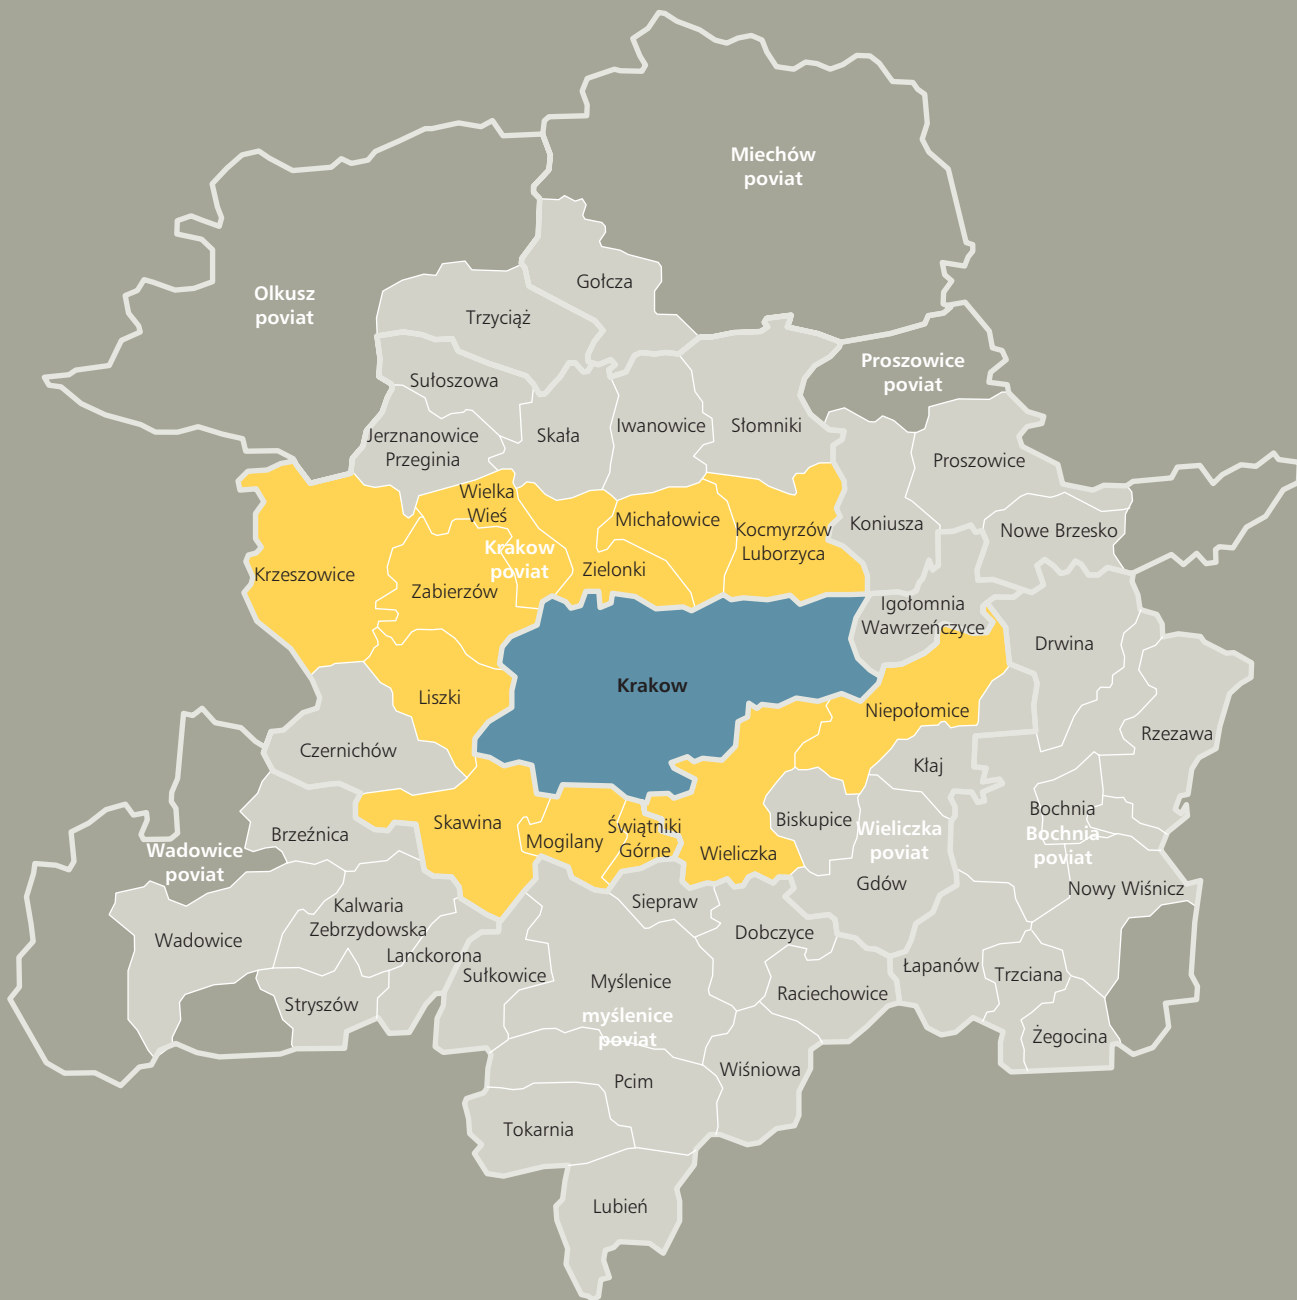 Miechów
poviat
Gołcza
Olkusz
poviat
Trzyciąż
Proszowice
poviat
Sułoszowa
Jerznanowice
Przeginia
Skała
Iwanowice
Słomniki
Proszowice
Wielka
Wieś
Michałowice
Kocmyrzów
Luborzyca
Koniusza
Nowe Brzesko
Krakow
poviat
Krzeszowice
Zabierzów
Zielonki
Igołomnia
Wawrzeńczyce
Drwina
Krakow
Liszki
Niepołomice
Rzezawa
Czernichów
Kłaj
Bochnia
Bochnia
poviat
Brzeźnica
Skawina
Mogilany
Świątniki
Górne
Wieliczka
Biskupice
Wieliczka
poviat
Wadowice
poviat
Gdów
Nowy Wiśnicz
Siepraw
Kalwaria
Zebrzydowska
Wadowice
Lanckorona
Dobczyce
Sułkowice
Myślenice
Łapanów
Trzciana
Stryszów
Raciechowice
myślenice
poviat
Żegocina
Wiśniowa
Pcim
Tokarnia
Lubień